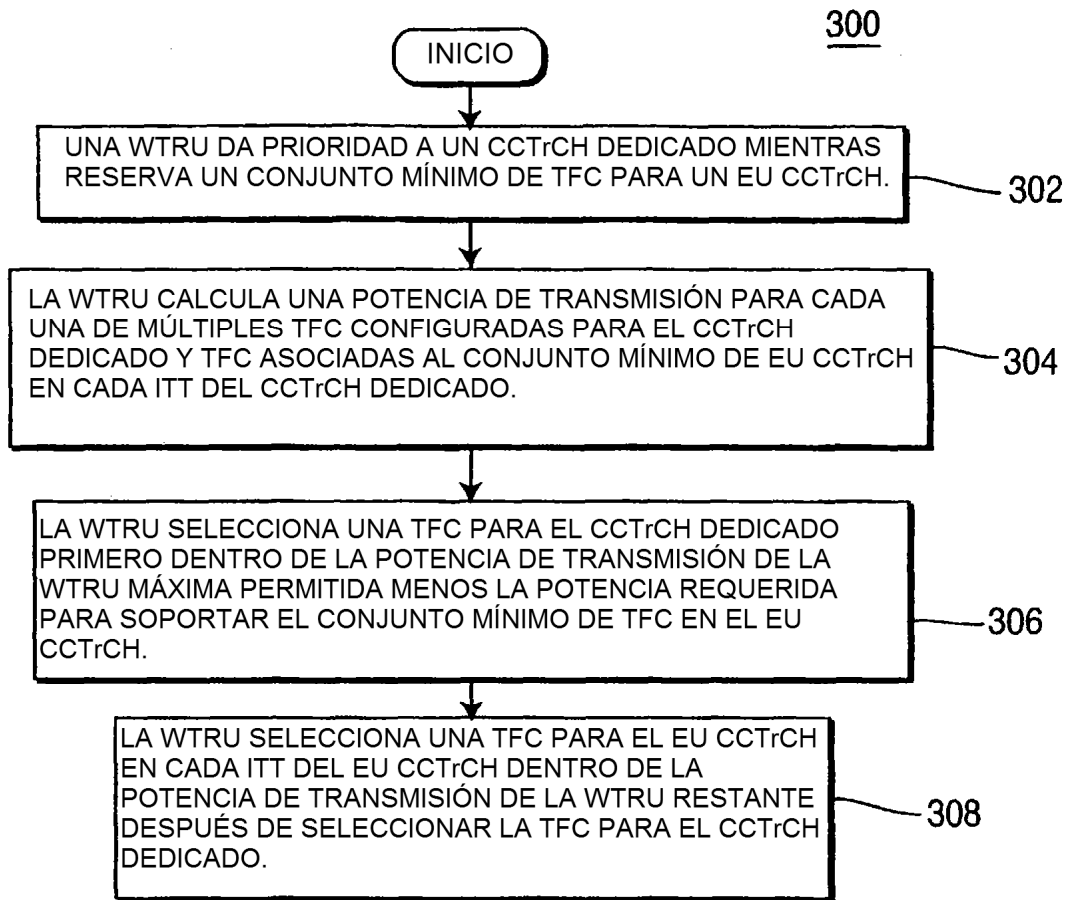 300
INICIO
UNA WTRU DA PRIORIDAD A UN CCTrCH DEDICADO MIENTRAS
RESERVA UN CONJUNTO MÍNIMO DE TFC PARA UN EU CCTrCH.
302
LA WTRU CALCULA UNA POTENCIA DE TRANSMISIÓN PARA CADA
UNA DE MÚLTIPLES TFC CONFIGURADAS PARA EL CCTrCH
DEDICADO Y TFC ASOCIADAS AL CONJUNTO MÍNIMO DE EU CCTrCH
EN CADA ITT DEL CCTrCH DEDICADO.
304
LA WTRU SELECCIONA UNA TFC PARA EL CCTrCH DEDICADO
PRIMERO DENTRO DE LA POTENCIA DE TRANSMISIÓN DE LA
WTRU MÁXIMA PERMITIDA MENOS LA POTENCIA REQUERIDA
PARA SOPORTAR EL CONJUNTO MÍNIMO DE TFC EN EL EU
CCTrCH.
306
LA WTRU SELECCIONA UNA TFC PARA EL EU CCTrCH
EN CADA ITT DEL EU CCTrCH DENTRO DE LA
POTENCIA DE TRANSMISIÓN DE LA WTRU RESTANTE
DESPUÉS DE SELECCIONAR LA TFC PARA EL CCTrCH
DEDICADO.
308